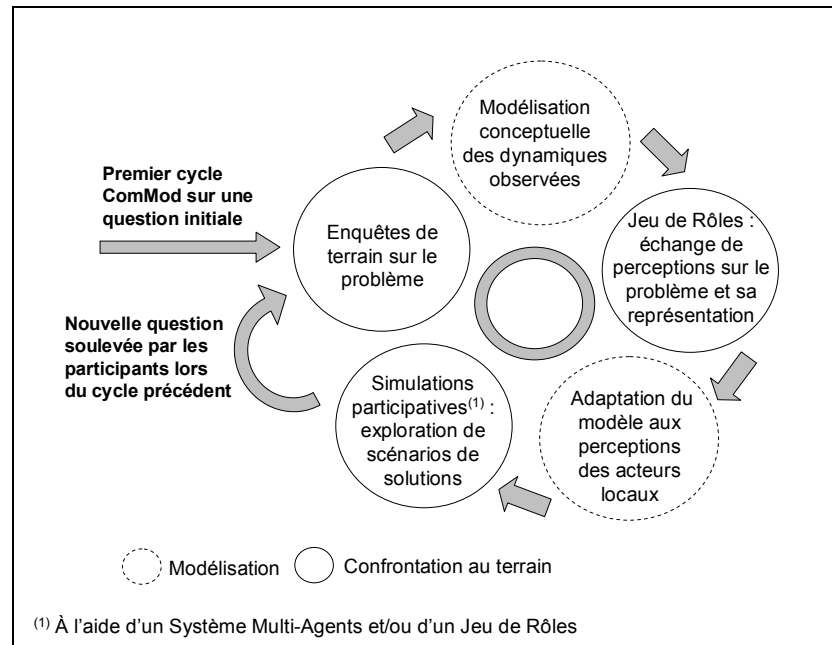 Premier cycle
ComMod sur une
question initiale
Enquêtes de
terrain sur le
problème
Modélisation
conceptuelle
des dynamiques
observées
Jeu de Rôles :
échange de
perceptions sur le
problème et sa
représentation
Adaptation du
modèle aux
perceptions
des acteurs
locaux
Simulations
participatives(1) :
exploration de
scénarios de
solutions
Nouvelle question
soulevée par les
participants lors
du cycle précédent
Modélisation
Confrontation au terrain
(1) À l'aide d'un Système Multi-Agents et/ou d'un Jeu de Rôles